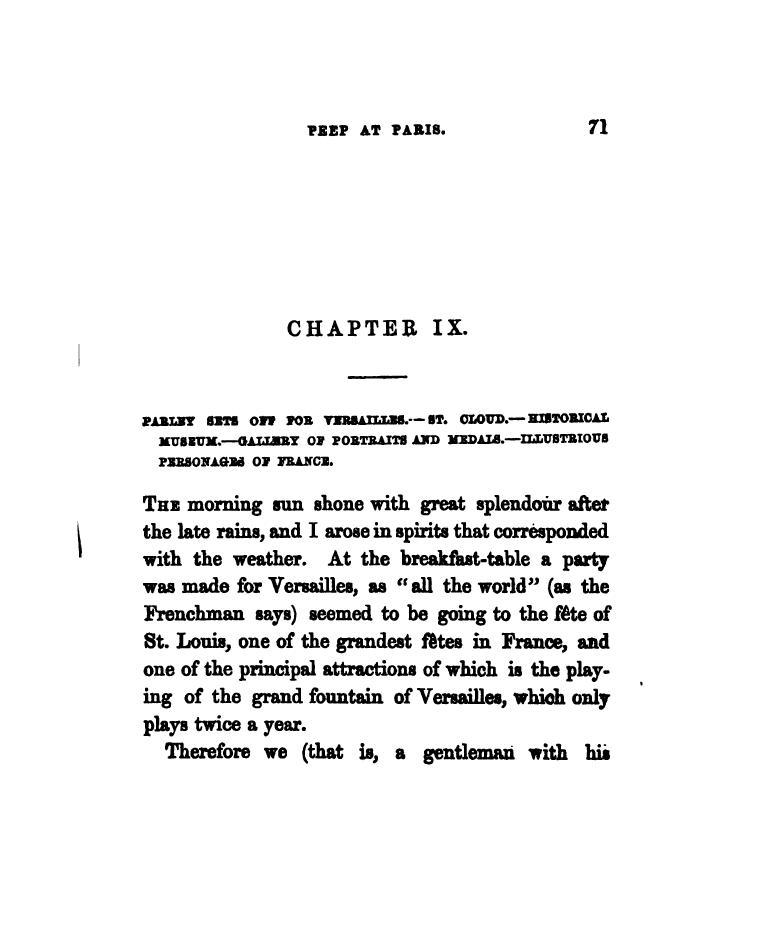 PEEP AT PARIS. 71
CHAPTER IX.
PARLEY SETS OFF FOR VERSAILLES.—ST. CLOUD.—HISTORICAL
MUSEUM.—GALLERY OF PORTRAITS AND MEDALS.—ILLUSTRIOUS
PERSONAGES OF FRANCE.
THE morning sun shone with great splendour after
the late rains, and I arose in spirits that corresponded
with the weather. At the breakfast-table a party
was made for Versailles, as "all the world" (as the
Frenchman says) seemed to be going to the fête of
St. Louis, one of the grandest fêtes in France, and
one of the principal attractions of which is the play-
ing of the grand fountain of Versailles, which only
plays twice a year.
Therefore we (that is, a gentleman with his